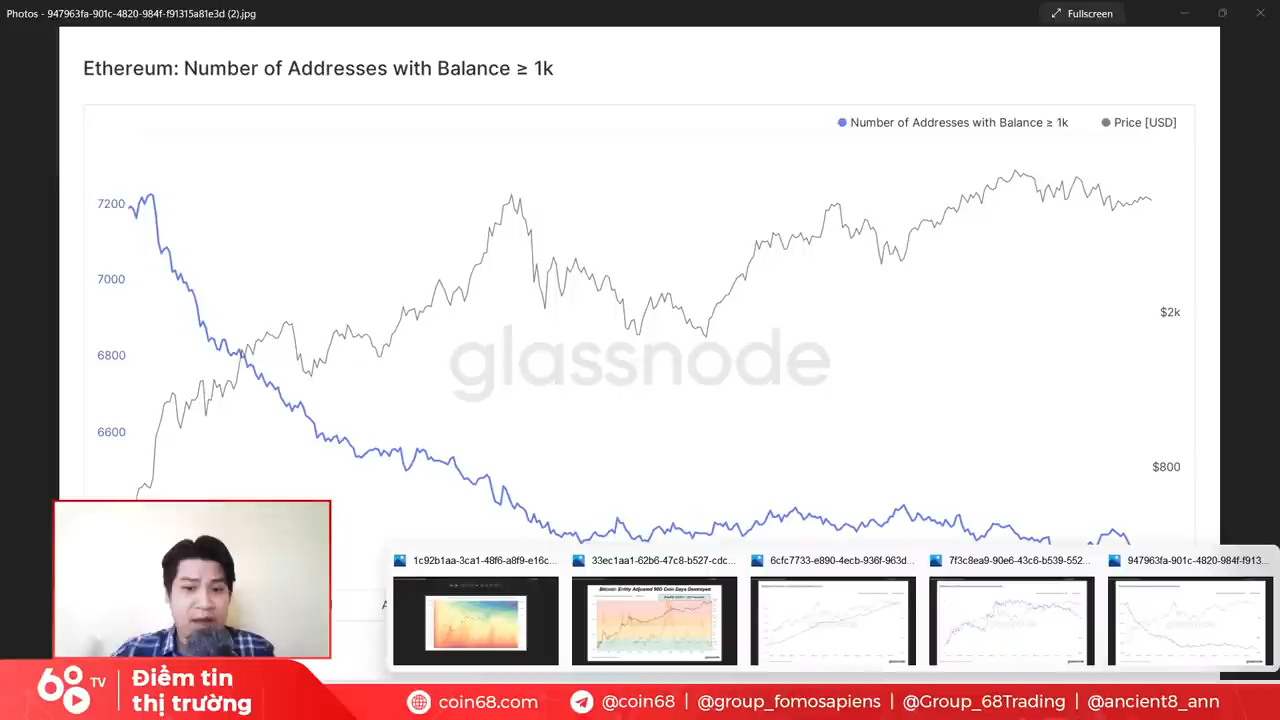 Photos - 947963fa-901c-4820-984f-f91315a81e3d (2).jpg
Fullscreen
Ethereum: Number of Addresses with Balance ≥ 1k
Number of Addresses with Balance ≥ 1k
Price [USD]
7200
7000
6800
6600
$2k
$800
glassnode
1c92b1aa-3ca1-48f6-a8f9-e16c...
33ec1aa1-62b6-47c8-b527-cdc...
6cfc7733-e890-4ecb-936f-963d...
7f3c8ea9-90e6-43c6-b539-552...
947963fa-901c-4820-984f-f913...
Bitcoin: Entity Adjusted 90D Coin Days Destroyed
68 TV
Điểm tin
thị trường
coin68.com
@coin68 | @group_fomosapiens | @Group_68Trading | @ancient8_ann